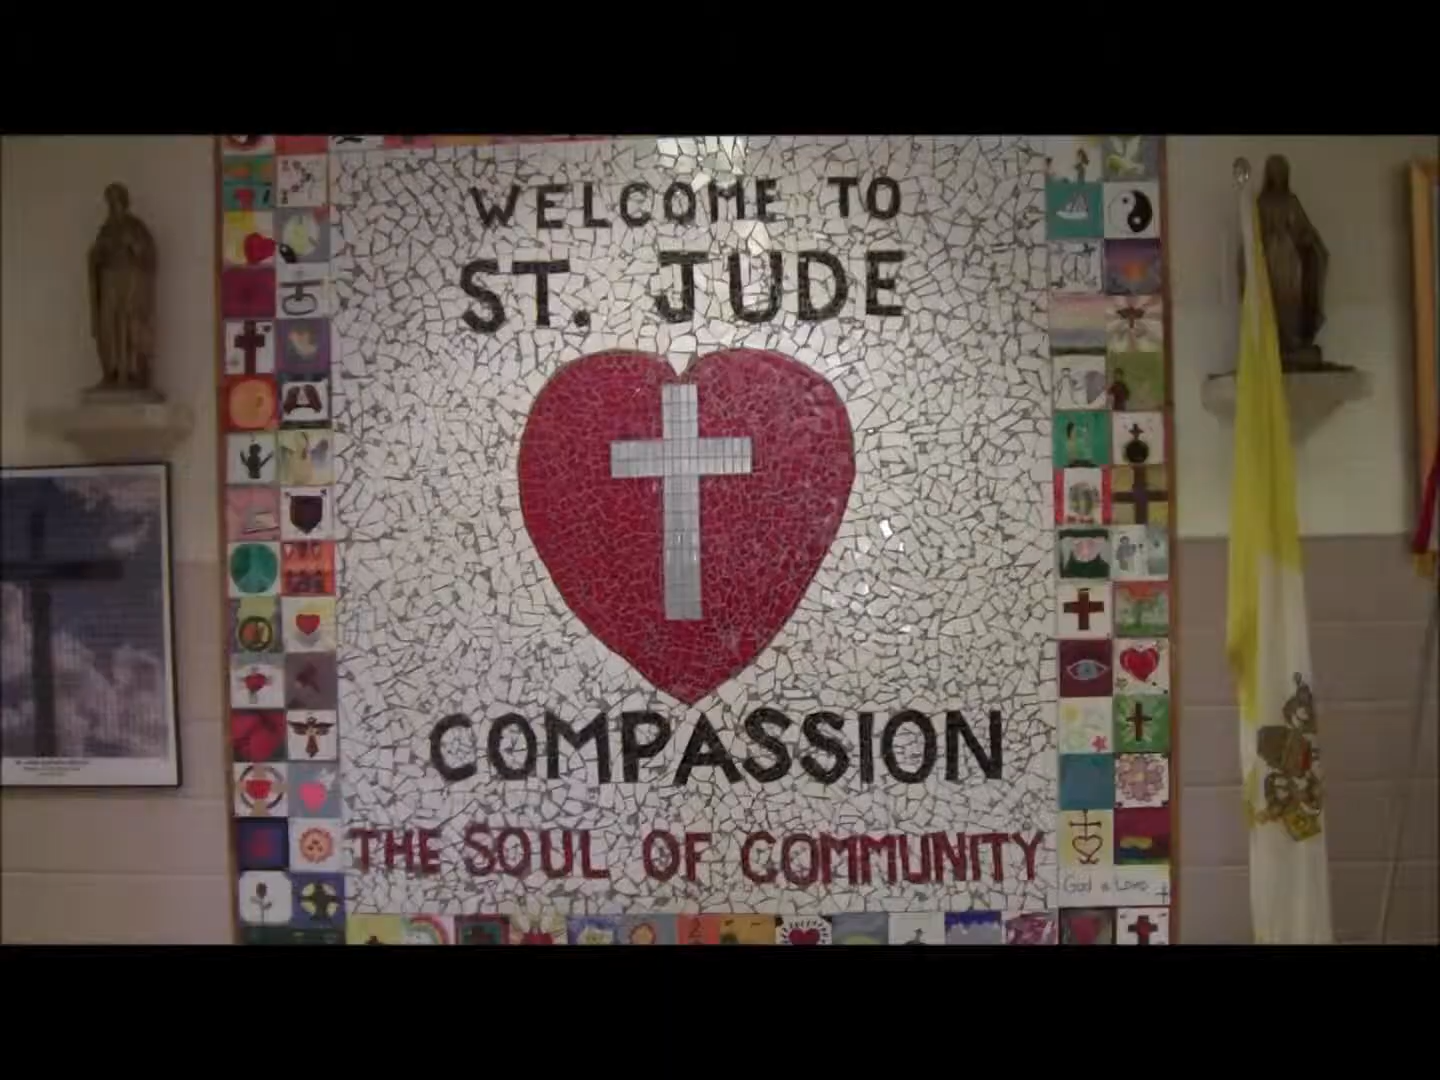 WELCOME TO
ST. JUDE
COMPASSION
THE SOUL OF COMMUNITY
God is Love